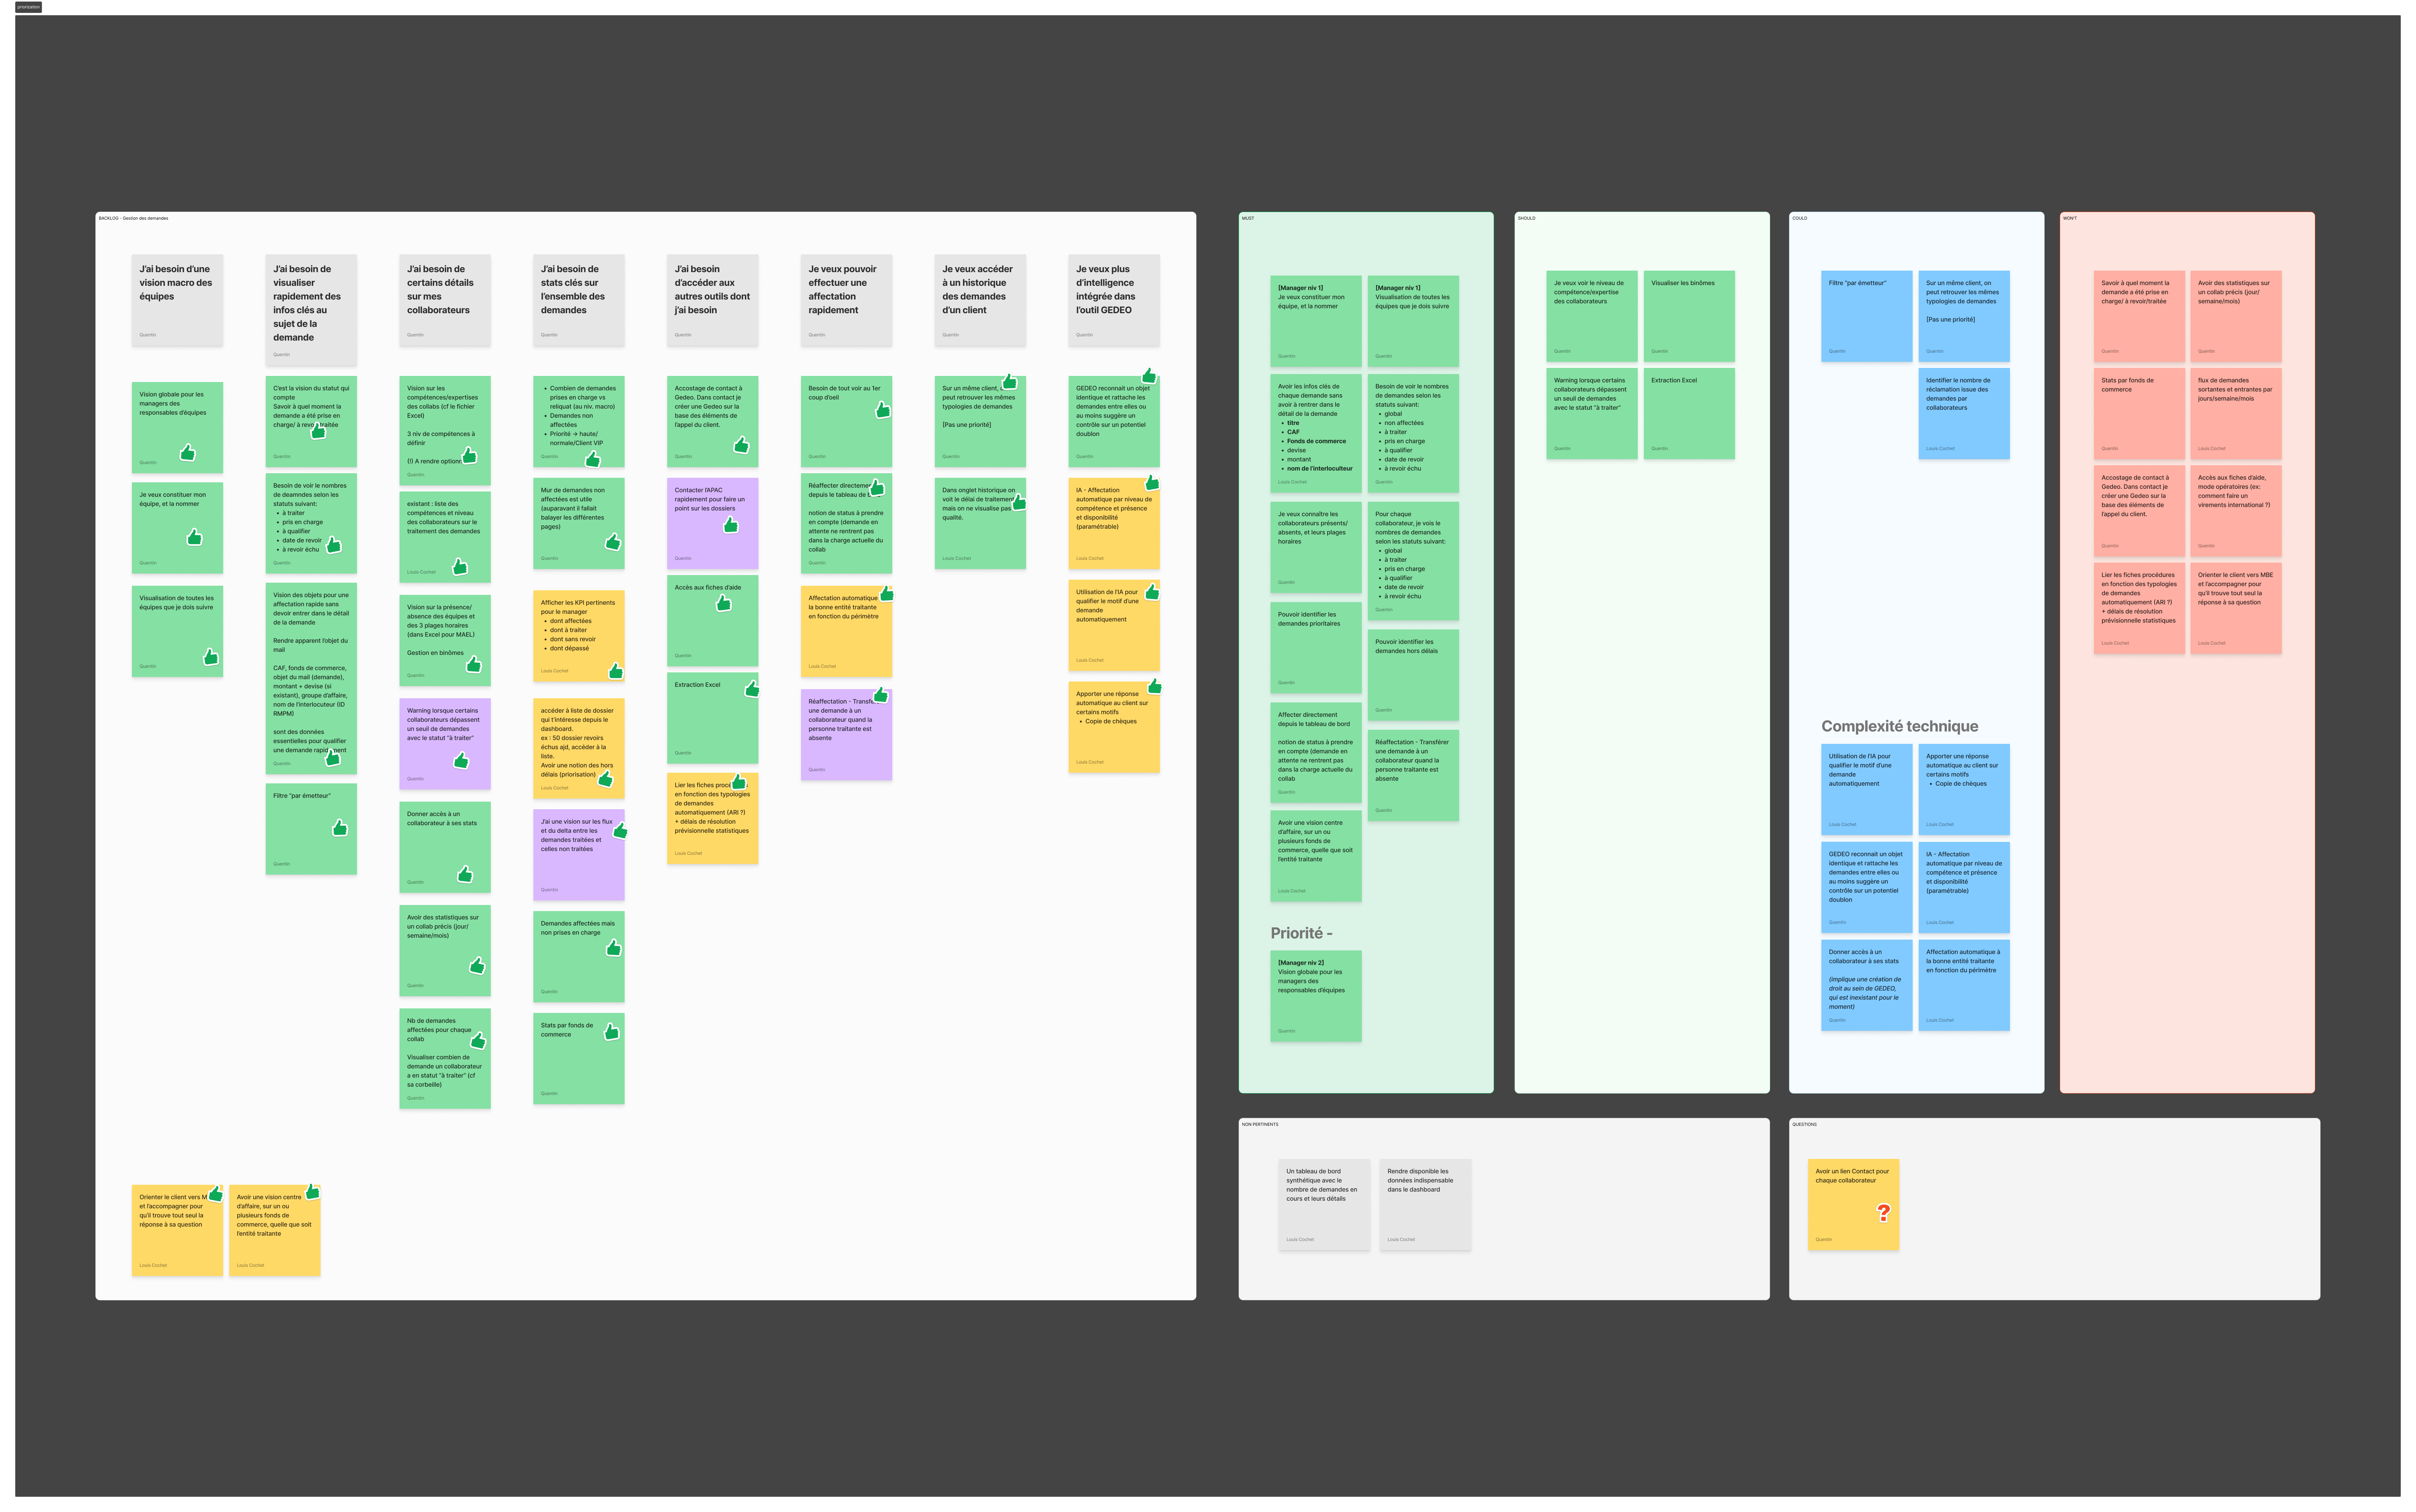 priorization
BACKLOG - Gestion des demandes
J'ai besoin d'une
vision macro des
équipes
Quentin
Vision globale pour les
managers des
responsables d'équipes
Quentin
Je veux constituer mon
équipe, et la nommer
Quentin
Visualisation de toutes les
équipes que je dois suivre
Quentin
J'ai besoin de
visualiser
rapidement des
infos clés au
sujet de la
demande
Quentin
C'est la vision du statut qui
compte
Savoir à quel moment la
demande a été prise en
charge/ à revoir/traitée
Quentin
Besoin de voir le nombres
de deamndes selon les
statuts suivant:
• à traiter
• pris en charge
• à qualifier
• date de revoir
• à revoir échu
Quentin
Vision des objets pour une
affectation rapide sans
devoir entrer dans le détail
de la demande
Rendre apparent l'objet du
mail
CAF, fonds de commerce,
objet du mail (demande),
montant + devise (si
existant), groupe d'affaire,
nom de l'interlocuteur (ID
RMPM)
sont des données
essentielles pour qualifier
une demande rapidement
Quentin
Filtre "par émetteur"
Quentin
J'ai besoin de
certains détails
sur mes
collaborateurs
Quentin
Vision sur les
compétences/expertises
des collabs (cf le fichier
Excel)
3 niv de compétences à
définir
(!) A rendre optionnel
Quentin
existant : liste des
compétences et niveau
des collaborateurs sur le
traitement des demandes
Louis Cochet
Vision sur la présence/
absence des équipes et
des 3 plages horaires
(dans Excel pour MAEL)
Gestion en binômes
Quentin
Warning lorsque certains
collaborateurs dépassent
un seuil de demandes
avec le statut "à traiter"
Quentin
Donner accès à un
collaborateur à ses stats
Quentin
Avoir des statistiques sur
un collab précis (jour/
semaine/mois)
Quentin
Nb de demandes
affectées pour chaque
collab
Visualiser combien de
demande un collaborateur
a en statut "à traiter" (cf
sa corbeille)
Quentin
J'ai besoin de
stats clés sur
l'ensemble des
demandes
Quentin
• Combien de demandes
prises en charge vs
reliquat (au niv. macro)
• Demandes non
affectées
• Priorité → haute/
normale/Client VIP
Quentin
Mur de demandes non
affectées est utile
(auparavant il fallait
balayer les différentes
pages)
Quentin
Afficher les KPI pertinents
pour le manager
• dont affectées
• dont à traiter
• dont sans revoir
• dont dépassé
Louis Cochet
accéder à liste de dossier
qui t'intéresse depuis le
dashboard.
ex : 50 dossier revoirs
échus ajd, accéder à la
liste.
Avoir une notion des hors
délais (priorisation)
Louis Cochet
J'ai une vision sur les flux
et du delta entre les
demandes traitées et
celles non traitées
Quentin
Demandes affectées mais
non prises en charge
Quentin
Stats par fonds de
commerce
Quentin
J'ai besoin
d'accéder aux
autres outils dont
j'ai besoin
Quentin
Accostage de contact à
Gedeo. Dans contact je
créer une Gedeo sur la
base des éléments de
l'appel du client.
Quentin
Contacter l'APAC
rapidement pour faire un
point sur les dossiers
Quentin
Accès aux fiches d'aide
Quentin
Extraction Excel
Quentin
Lier les fiches procédures
en fonction des typologies
de demandes
automatiquement (ARI ?)
+ délais de résolution
prévisionnelle statistiques
Louis Cochet
Je veux pouvoir
effectuer une
affectation
rapidement
Quentin
Besoin de tout voir au 1er
coup d'oeil
Quentin
Réaffecter directement
depuis le tableau de
notion de status à prendre
en compte (demande en
attente ne rentrent pas
dans la charge actuelle du
collab
Quentin
Affectation automatique
la bonne entité traitante
en fonction du périmètre
Louis Cochet
Réaffectation - Transférer
une demande à un
collaborateur quand la
personne traitante est
absente
Quentin
Je veux accéder
à un historique
des demandes
d'un client
Quentin
Sur un même client,
peut retrouver les mêmes
typologies de demandes
[Pas une priorité]
Quentin
Dans onglet historique on
voit le délai de traitement
mais on ne visualise pas
qualité.
Louis Cochet
Je veux plus
d'intelligence
intégrée dans
l'outil GEDEO
Quentin
GEDEO reconnait un objet
identique et rattache les
demandes entre elles ou
au moins suggère un
contrôle sur un potentiel
doublon
Quentin
IA - Affectation
automatique par niveau de
compétence et présence
et disponibilité
(paramétrable)
Louis Cochet
Utilisation de l'IA pour
qualifier le motif d'une
demande
automatiquement
Louis Cochet
Apporter une réponse
automatique au client sur
certains motifs
• Copie de chèques
Louis Cochet
Orienter le client vers
et l'accompagner pour
qu'il trouve tout seul la
réponse à sa question
Louis Cochet
Avoir une vision centre
d'affaire, sur un ou
plusieurs fonds de
commerce, quelle que soit
l'entité traitante
Louis Cochet
MUST
[Manager niv 1]
Je veux constituer mon
équipe, et la nommer
Quentin
[Manager niv 1]
Visualisation de toutes les
équipes que je dois suivre
Quentin
Avoir les infos clés de
chaque demande sans
avoir à rentrer dans le
détail de la demande
• titre
• CAF
• Fonds de commerce
• devise
• montant
• nom de l'interloculteur
Louis Cochet
Besoin de voir le nombres
de demandes selon les
statuts suivant:
• global
• non affectées
• à traiter
• pris en charge
• à qualifier
• date de revoir
• à revoir échu
Quentin
Je veux connaître les
collaborateurs présents/
absents, et leurs plages
horaires
Quentin
Pour chaque
collaborateur, je vois le
nombres de demandes
selon les statuts suivant:
• global
• à traiter
• pris en charge
• à qualifier
• date de revoir
• à revoir échu
Quentin
Pouvoir identifier les
demandes prioritaires
Quentin
Pouvoir identifier les
demandes hors délais
Quentin
Affecter directement
depuis le tableau de bord
notion de status à prendre
en compte (demande en
attente ne rentrent pas
dans la charge actuelle du
collab
Quentin
Réaffectation - Transférer
une demande à un
collaborateur quand la
personne traitante est
absente
Quentin
Avoir une vision centre
d'affaire, sur un ou
plusieurs fonds de
commerce, quelle que soit
l'entité traitante
Louis Cochet
Priorité -
[Manager niv 2]
Vision globale pour les
managers des
responsables d'équipes
Quentin
SHOULD
Je veux voir le niveau de
compétence/expertise
des collaborateurs
Quentin
Visualiser les binômes
Quentin
Warning lorsque certains
collaborateurs dépassent
un seuil de demandes
avec le statut "à traiter"
Quentin
Extraction Excel
Quentin
COULD
Filtre "par émetteur"
Quentin
Sur un même client, on
peut retrouver les mêmes
typologies de demandes
[Pas une priorité]
Quentin
Identifier le nombre de
réclamation issue des
demandes par
collaborateurs
Louis Cochet
Complexité technique
Utilisation de l'IA pour
qualifier le motif d'une
demande
automatiquement
Louis Cochet
Apporter une réponse
automatique au client sur
certains motifs
• Copie de chèques
Louis Cochet
GEDEO reconnait un objet
identique et rattache les
demandes entre elles ou
au moins suggère un
contrôle sur un potentiel
doublon
Quentin
IA - Affectation
automatique par niveau de
compétence et présence
et disponibilité
(paramétrable)
Louis Cochet
Donner accès à un
collaborateur à ses stats
(implique une création de
droit au sein de GEDEO,
qui est inexistant pour le
moment)
Quentin
Affectation automatique à
la bonne entité traitante
en fonction du périmètre
Louis Cochet
WON'T
Savoir à quel moment la
demande a été prise en
charge/ à revoir/traitée
Quentin
Avoir des statistiques sur
un collab précis (jour/
semaine/mois)
Quentin
Stats par fonds de
commerce
Quentin
flux de demandes
sortantes et entrantes par
jours/semaine/mois
Louis Cochet
Accostage de contact à
Gedeo. Dans contact je
créer une Gedeo sur la
base des éléments de
l'appel du client.
Quentin
Accès aux fiches d'aide,
mode opératoires (ex:
comment faire un
virements international ?)
Quentin
Lier les fiches procédures
en fonction des typologies
de demandes
automatiquement (ARI ?)
+ délais de résolution
prévisionnelle statistiques
Louis Cochet
Orienter le client vers MBE
et l'accompagner pour
qu'il trouve tout seul la
réponse à sa question
Louis Cochet
NON PERTINENTS
Un tableau de bord
synthétique avec le
nombre de demandes en
cours et leurs détails
Louis Cochet
Rendre disponible les
données indispensable
dans le dashboard
Louis Cochet
QUESTIONS
Avoir un lien Contact pour
chaque collaborateur
?
Quentin